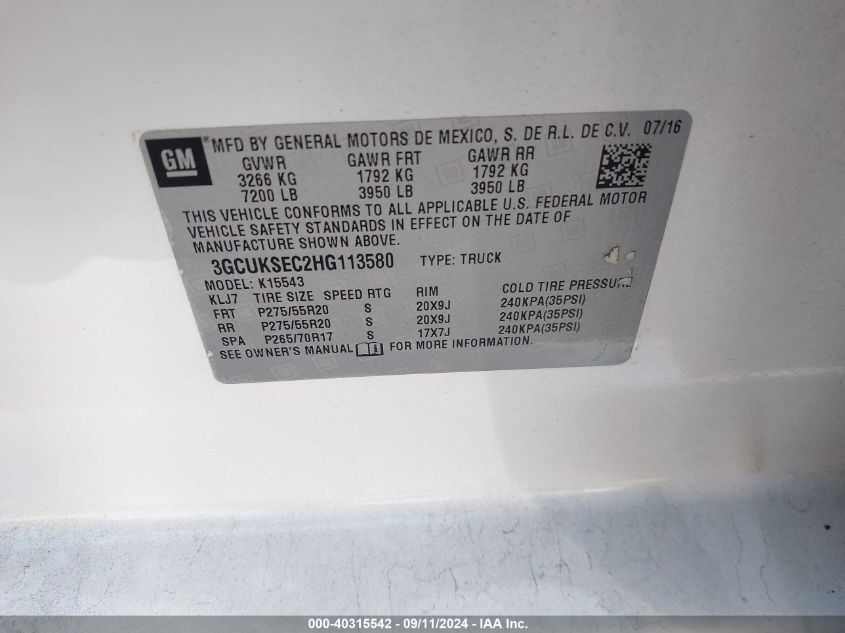 GM
*MFD BY GENERAL MOTORS DE MEXICO, S. DE R.L. DE C.V. 07/16
GVWR GAWR FRT GAWR RR
3266 KG 1792 KG 1792 KG
7200 LB 3950 LB 3950 LB
THIS VEHICLE CONFORMS TO ALL APPLICABLE U.S. FEDERAL MOTOR
VEHICLE SAFETY STANDARDS IN EFFECT ON THE DATE OF
MANUFACTURE SHOWN ABOVE.
3GCUKSEC2HG113580 TYPE: TRUCK
MODEL: K15543
KLJ7 TIRE SIZE SPEED RTG RIM COLD TIRE PRESSURE
FRT P275/55R20 S 20X9J 240KPA(35PSI)
RR P275/55R20 S 20X9J 240KPA(35PSI)
SPA P265/70R17 S 17X7J 240KPA(35PSI)
SEE OWNER'S MANUAL i FOR MORE INFORMATION.
000-40315542 - 09/11/2024 - IAA Inc.